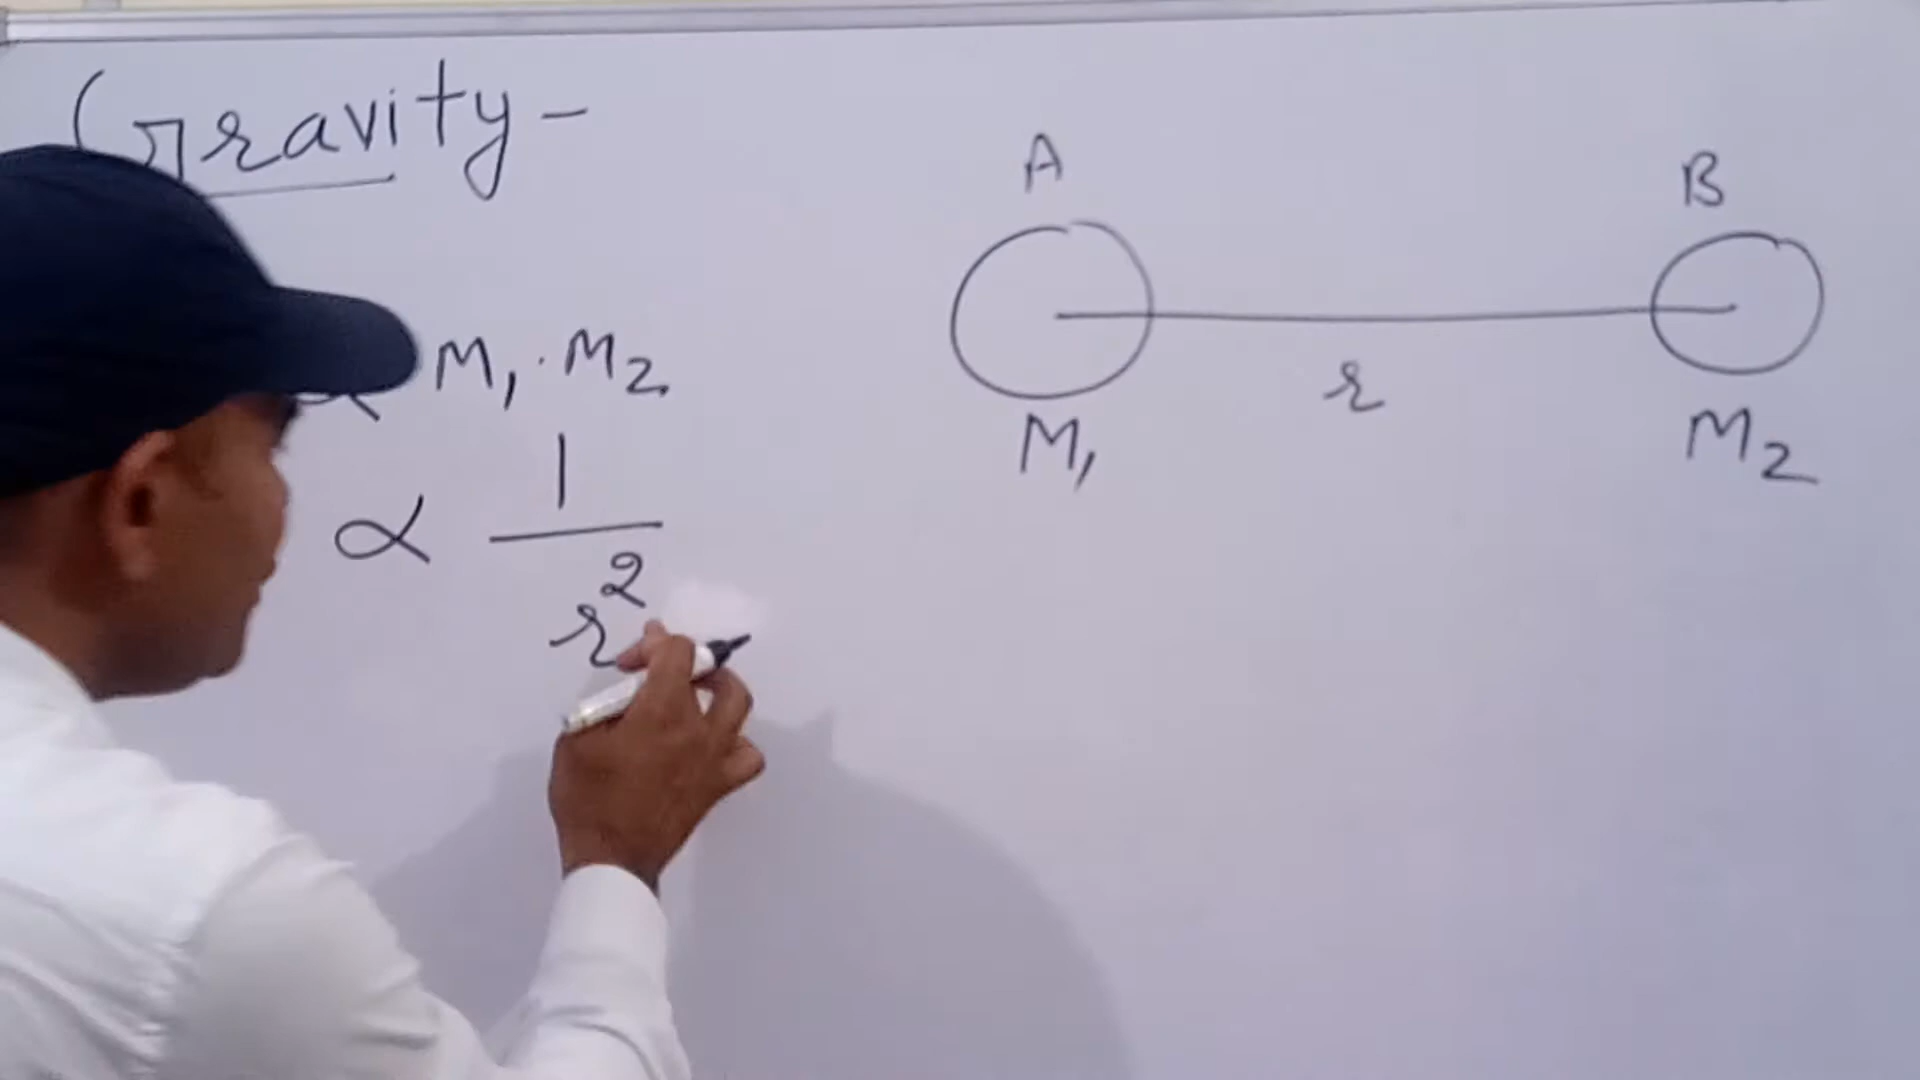 Gravity -
∝ M₁ · M₂
∝ 1/r²
A
B
r
M₁
M₂